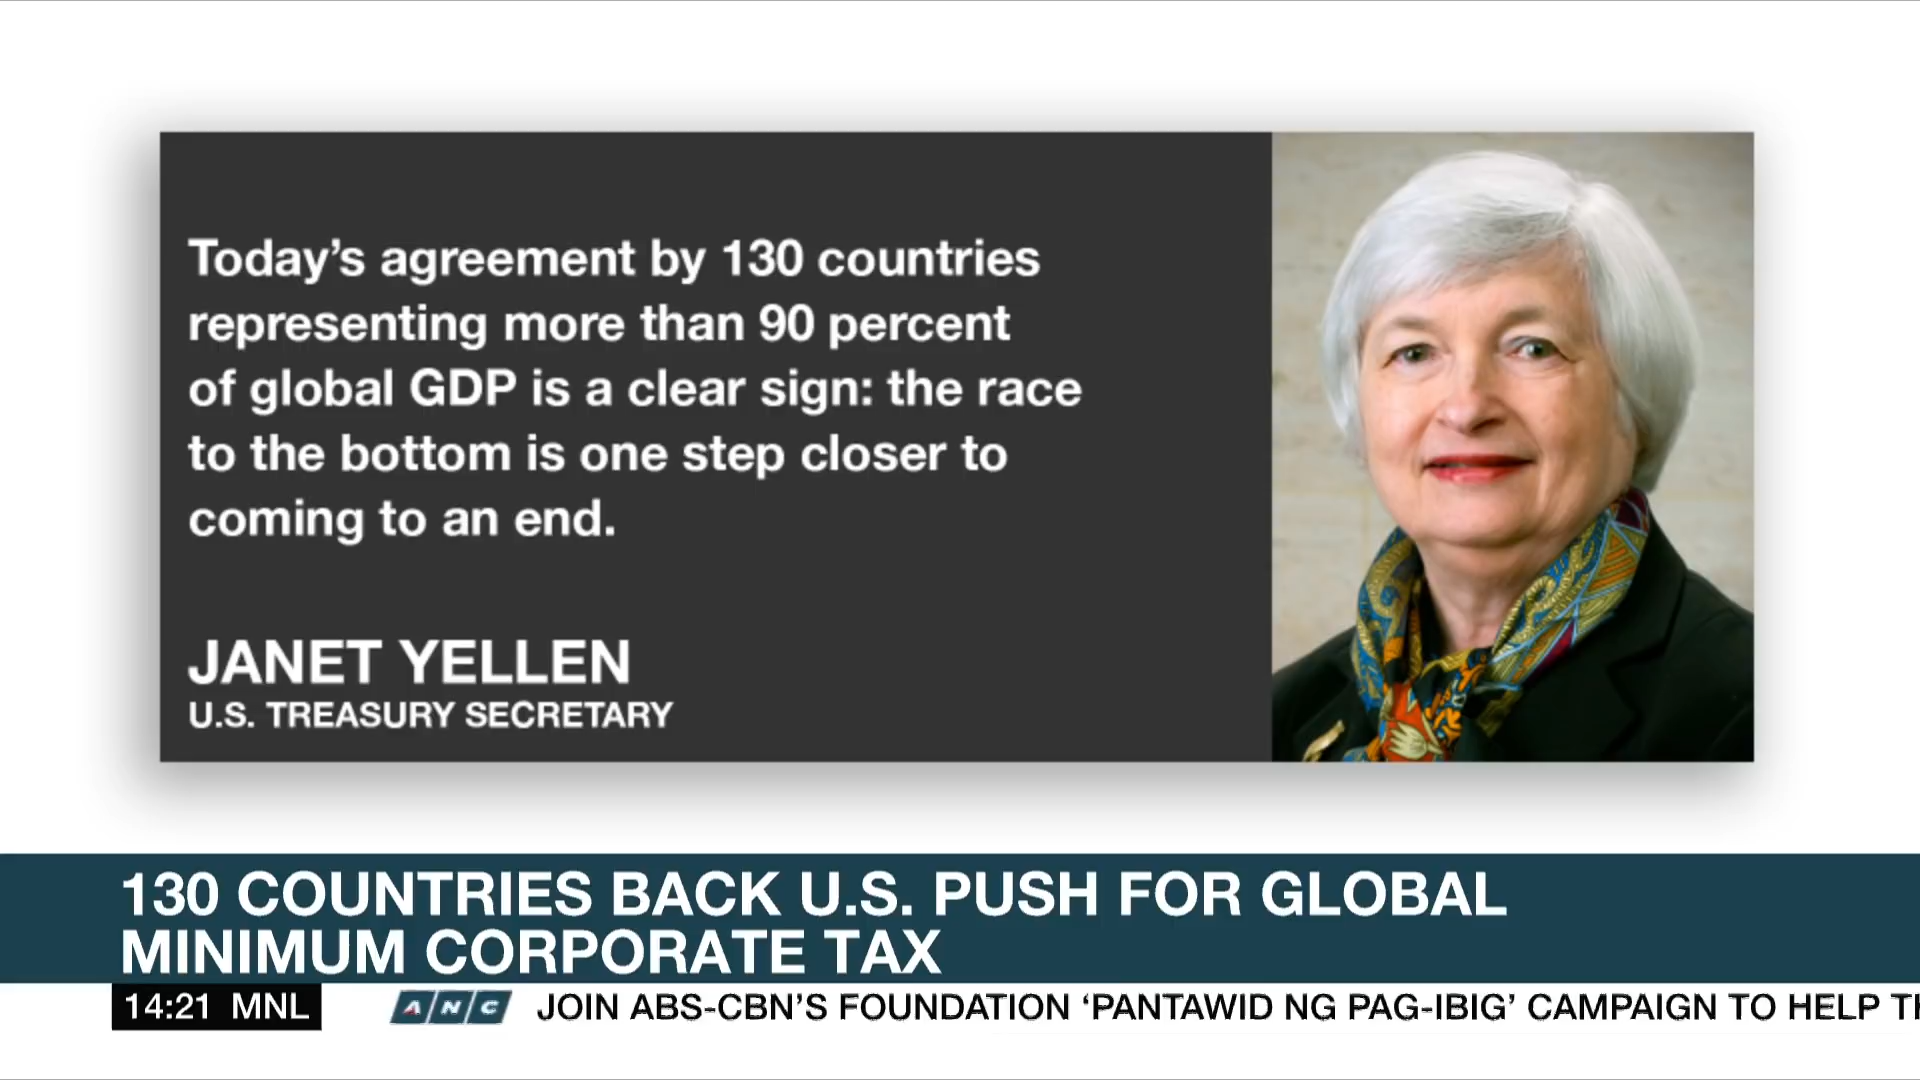 Today's agreement by 130 countries
representing more than 90 percent
of global GDP is a clear sign: the race
to the bottom is one step closer to
coming to an end.
JANET YELLEN
U.S. TREASURY SECRETARY
130 COUNTRIES BACK U.S. PUSH FOR GLOBAL
MINIMUM CORPORATE TAX
14:21 MNL
ANC
JOIN ABS-CBN'S FOUNDATION ‘PANTAWID NG PAG-IBIG’ CAMPAIGN TO HELP